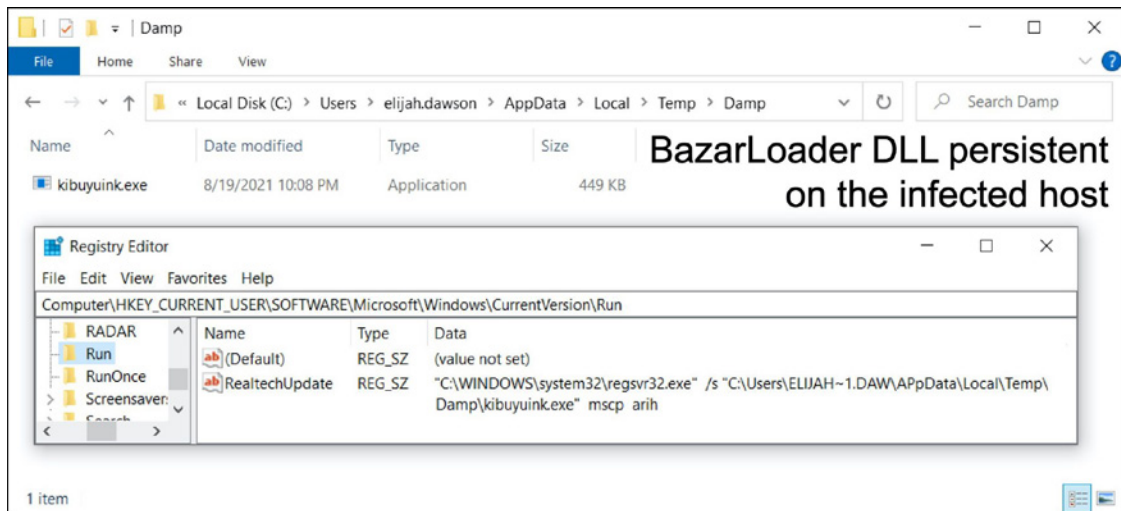 Damp
File Home Share View
« Local Disk (C:) > Users > elijah.dawson > AppData > Local > Temp > Damp Search Damp
Name Date modified Type Size
kibuyuink.exe 8/19/2021 10:08 PM Application 449 KB
BazarLoader DLL persistent
on the infected host
Registry Editor
File Edit View Favorites Help
Computer\HKEY_CURRENT_USER\SOFTWARE\Microsoft\Windows\CurrentVersion\Run
RADAR
Run
RunOnce
Screensaver
Name Type Data
(Default) REG_SZ (value not set)
RealtechUpdate REG_SZ "C:\WINDOWS\system32\regsvr32.exe" /s "C:\Users\ELIJAH~1.DAW\APpData\Local\Temp\
Damp\kibuyuink.exe" mscp arih
1 item